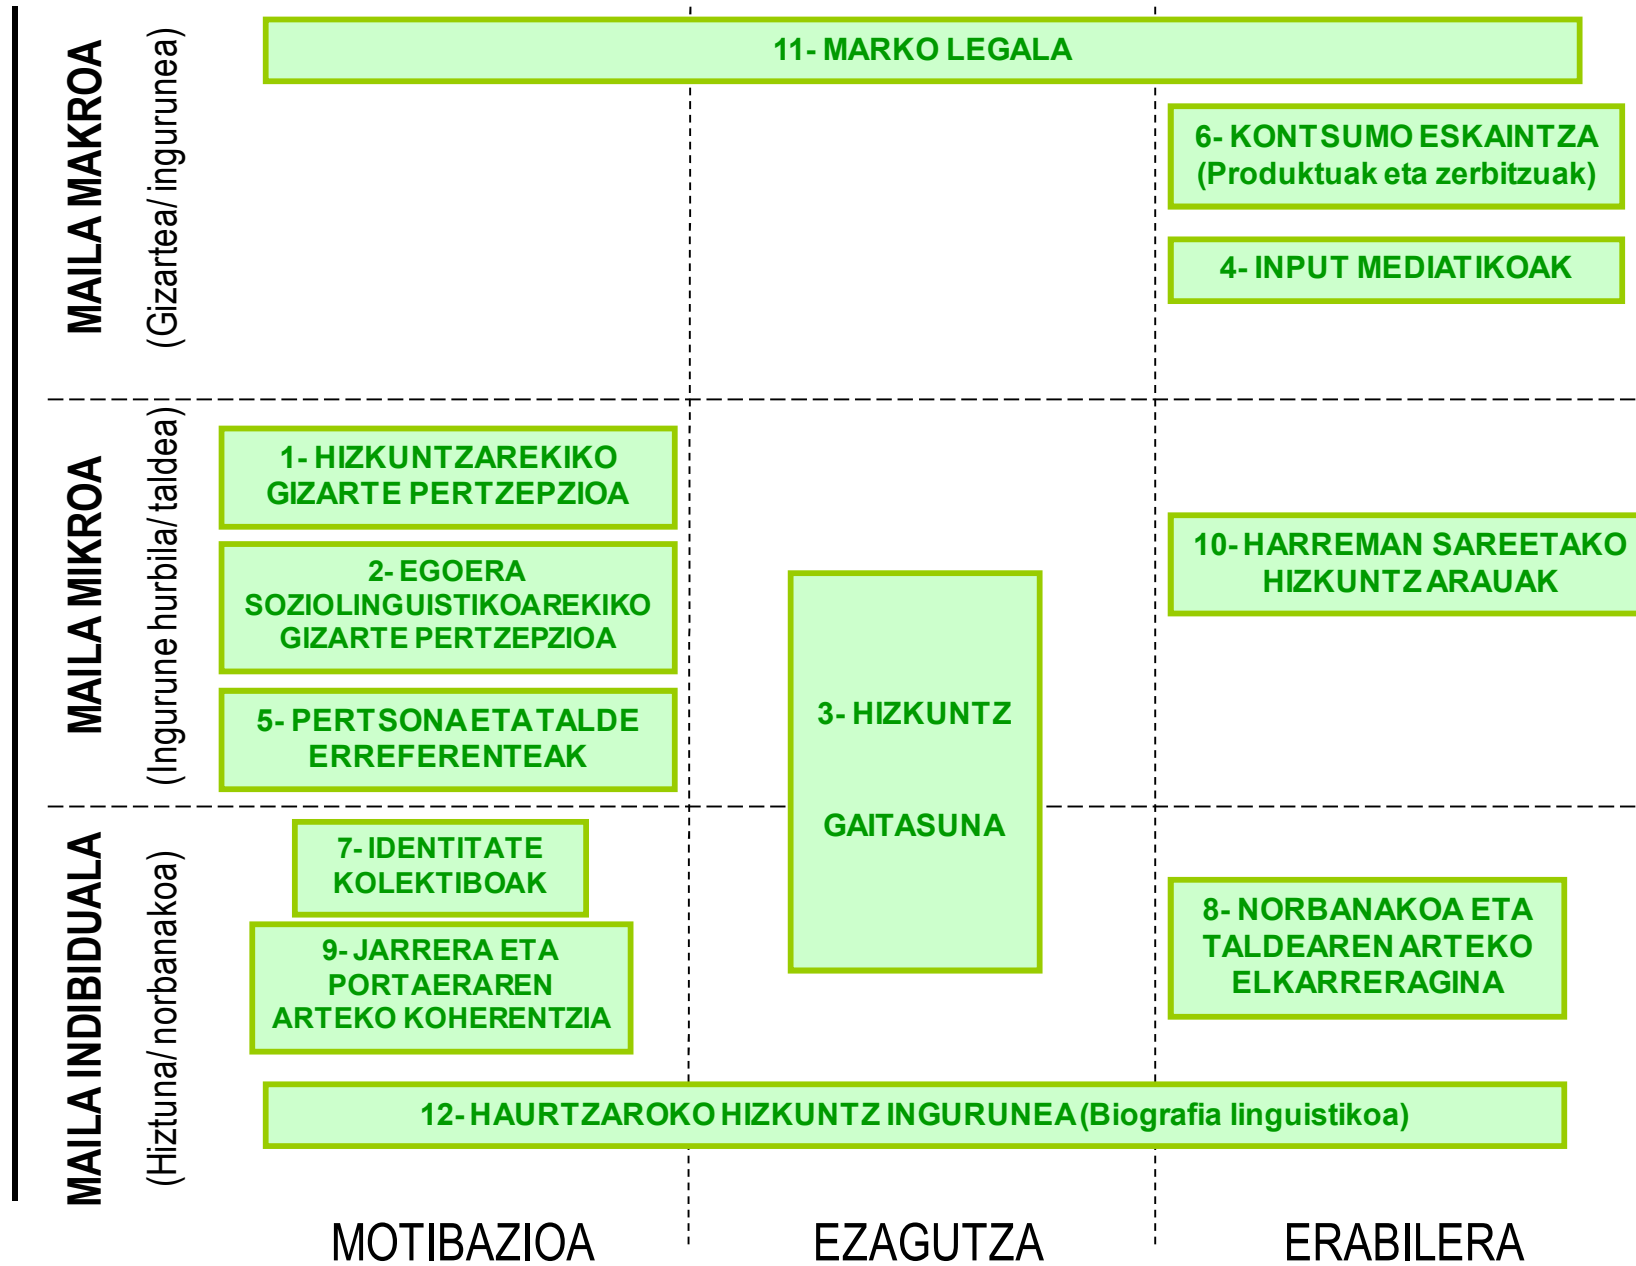 MAILA MAKROA
(Gizartea/ ingurunea)
11- MARKO LEGALA
6- KONTSUMO ESKAINTZA
(Produktuak eta zerbitzuak)
4- INPUT MEDIATIKOAK
MAILA MIKROA
(Ingurune hurbila/ taldea)
1- HIZKUNTZAREKIKO
GIZARTE PERTZEPZIOA
2- EGOERA
SOZIOLINGUISTIKOAREKIKO
GIZARTE PERTZEPZIOA
5- PERTSONA ETA TALDE
ERREFERENTEAK
3- HIZKUNTZ
GAITASUNA
10- HARREMAN SAREETAKO
HIZKUNTZ ARAUAK
MAILA INDIBIDUALA
(Hiztuna/ norbanakoa)
7- IDENTITATE
KOLEKTIBOAK
9- JARRERA ETA
PORTAERAREN
ARTEKO KOHERENTZIA
8- NORBANAKOA ETA
TALDEAREN ARTEKO
ELKARRERAGINA
12- HAURTZAROKO HIZKUNTZ INGURUNEA (Biografia linguistikoa)
MOTIBAZIOA
EZAGUTZA
ERABILERA